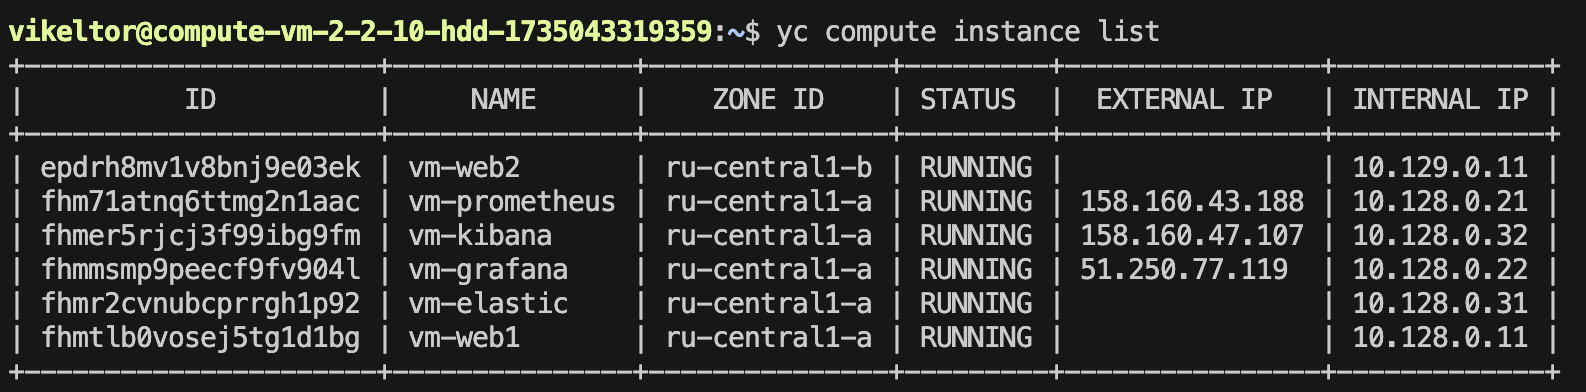 vikeltor@compute-vm-2-2-10-hdd-1735043319359:~$ yc compute instance list
+----------------------+---------------+---------------+---------+----------------+-------------+
| ID | NAME | ZONE ID | STATUS | EXTERNAL IP | INTERNAL IP |
+----------------------+---------------+---------------+---------+----------------+-------------+
| epdrh8mv1v8bnj9e03ek | vm-web2 | ru-central1-b | RUNNING | | 10.129.0.11 |
| fhm71atnq6ttmg2n1aac | vm-prometheus | ru-central1-a | RUNNING | 158.160.43.188 | 10.128.0.21 |
| fhmer5rjcj3f99ibg9fm | vm-kibana | ru-central1-a | RUNNING | 158.160.47.107 | 10.128.0.32 |
| fhmmsmp9peecf9fv904l | vm-grafana | ru-central1-a | RUNNING | 51.250.77.119 | 10.128.0.22 |
| fhmr2cvnubcprrgh1p92 | vm-elastic | ru-central1-a | RUNNING | | 10.128.0.31 |
| fhmtlb0vosej5tg1d1bg | vm-web1 | ru-central1-a | RUNNING | | 10.128.0.11 |
+----------------------+---------------+---------------+---------+----------------+-------------+